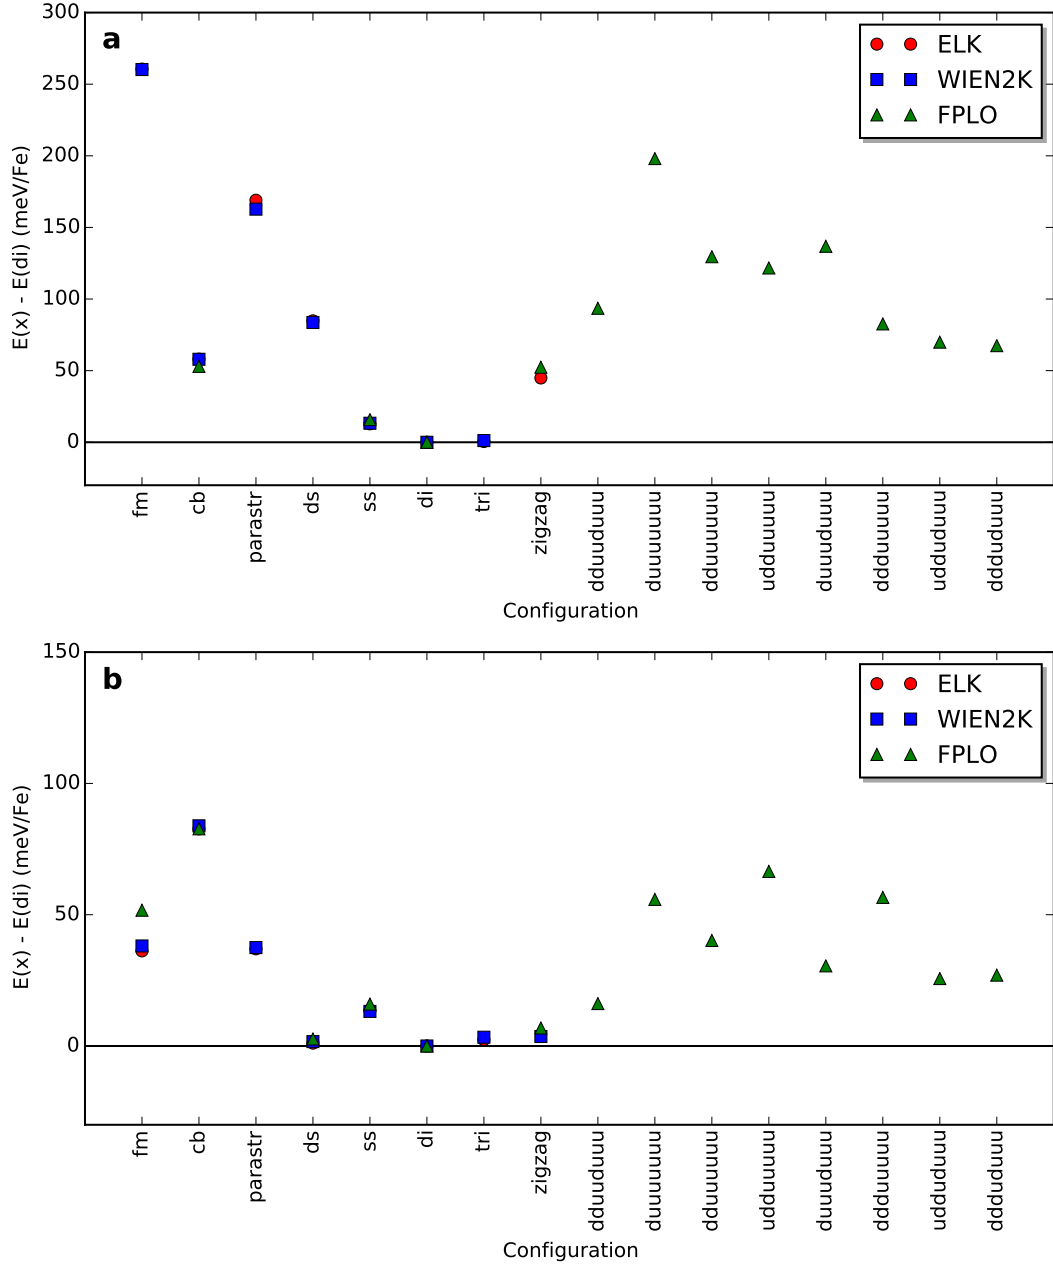 300
250
200
150
100
50
0
E(x) - E(di) (meV/Fe)
a
ELK
WIEN2K
FPLO
fm
cb
parastr
ds
ss
di
tri
zigzag
dduuduuu
duuuuuuu
dduuuuuu
udduuuuu
duuuduuu
ddduuuuu
udduduuu
ddduduuu
Configuration
150
100
50
0
E(x) - E(di) (meV/Fe)
b
ELK
WIEN2K
FPLO
fm
cb
parastr
ds
ss
di
tri
zigzag
dduuduuu
duuuuuuu
dduuuuuu
udduuuuu
duuuduuu
ddduuuuu
udduduuu
ddduduuu
Configuration